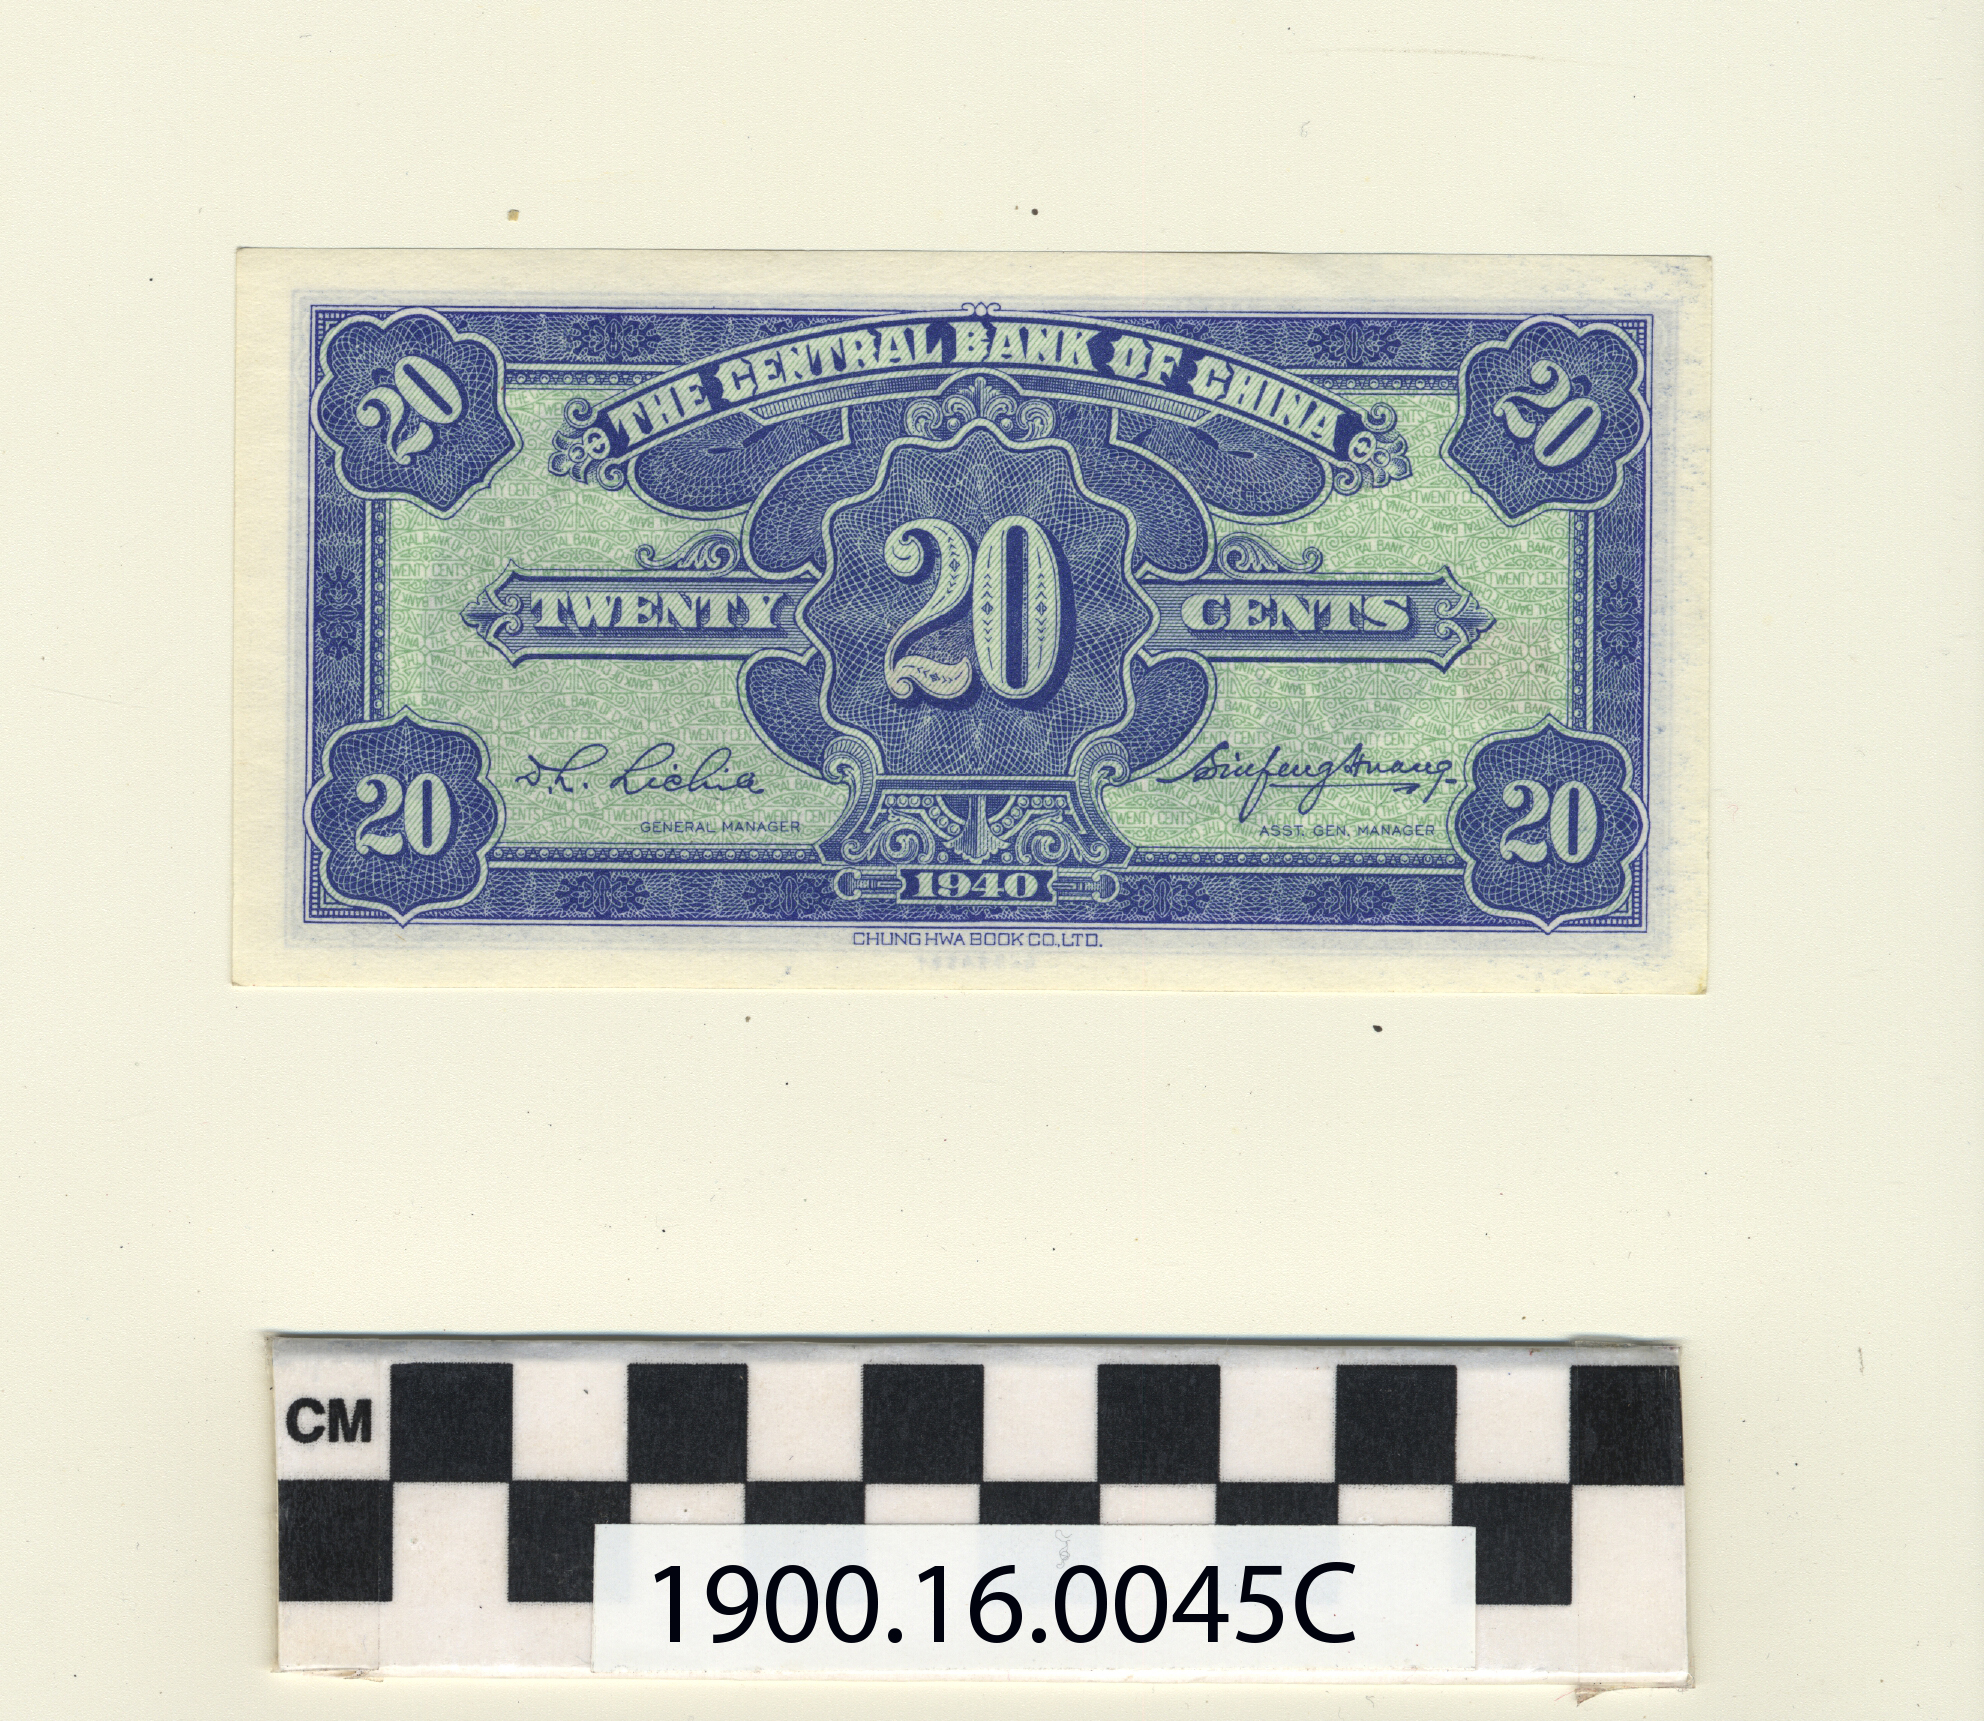 THE CENTRAL BANK OF CHINA
20
20
20
TWENTY
CENTS
GENERAL MANAGER
ASST. GEN. MANAGER
20
20
1940
CHUNG HWA BOOK CO., LTD.
CM
1900.16.0045C